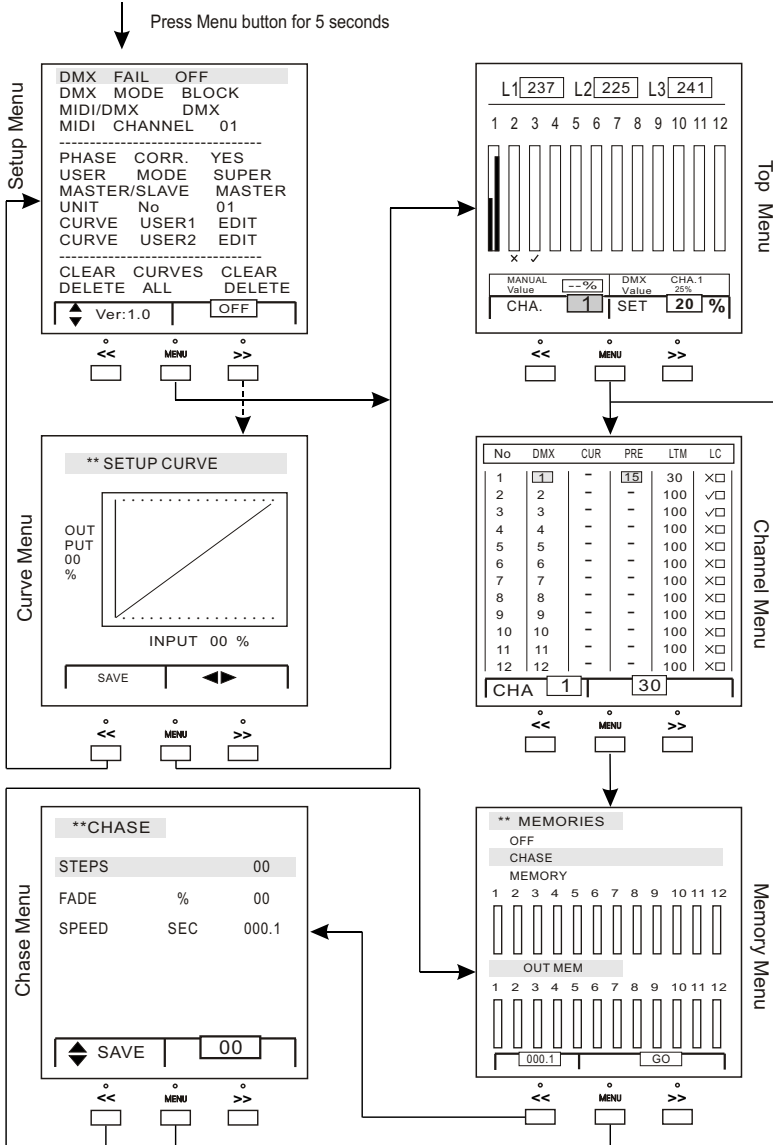 Press Menu button for 5 seconds
Setup Menu
DMX FAIL OFF
DMX MODE BLOCK
MIDI/DMX DMX
MIDI CHANNEL 01
PHASE CORR. YES
USER MODE SUPER
MASTER/SLAVE MASTER
UNIT No 01
CURVE USER1 EDIT
CURVE USER2 EDIT
CLEAR CURVES CLEAR
DELETE ALL DELETE
Ver:1.0 OFF
<< MENU >>
Top Menu
L1 237 L2 225 L3 241
1 2 3 4 5 6 7 8 9 10 11 12
× ✓
MANUAL Value --% DMX Value CHA.1 25%
CHA. 1 SET 20 %
<< MENU >>
Curve Menu
** SETUP CURVE
OUT
PUT
00
%
INPUT 00 %
SAVE
<< MENU >>
Channel Menu
No DMX CUR PRE LTM LC
1 1 - 15 30 ×□
2 2 - - 100 ✓□
3 3 - - 100 ✓□
4 4 - - 100 ×□
5 5 - - 100 ×□
6 6 - - 100 ×□
7 7 - - 100 ×□
8 8 - - 100 ×□
9 9 - - 100 ×□
10 10 - - 100 ×□
11 11 - - 100 ×□
12 12 - - 100 ×□
CHA 1 30
<< MENU >>
Chase Menu
**CHASE
STEPS 00
FADE % 00
SPEED SEC 000.1
SAVE 00
<< MENU >>
Memory Menu
** MEMORIES
OFF
CHASE
MEMORY
1 2 3 4 5 6 7 8 9 10 11 12
OUT MEM
1 2 3 4 5 6 7 8 9 10 11 12
000.1 GO
<< MENU >>